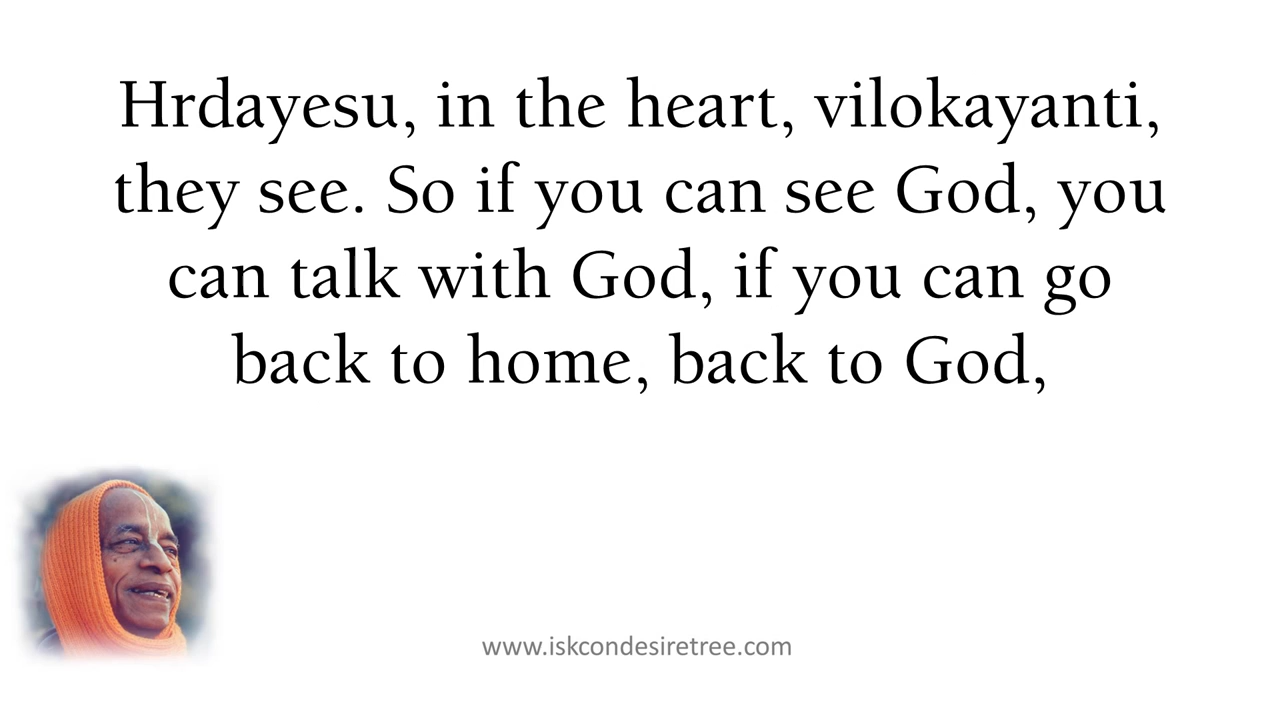 Hrdayesu, in the heart, vilokayanti,
they see. So if you can see God, you
can talk with God, if you can go
back to home, back to God,
www.iskcondesiretree.com